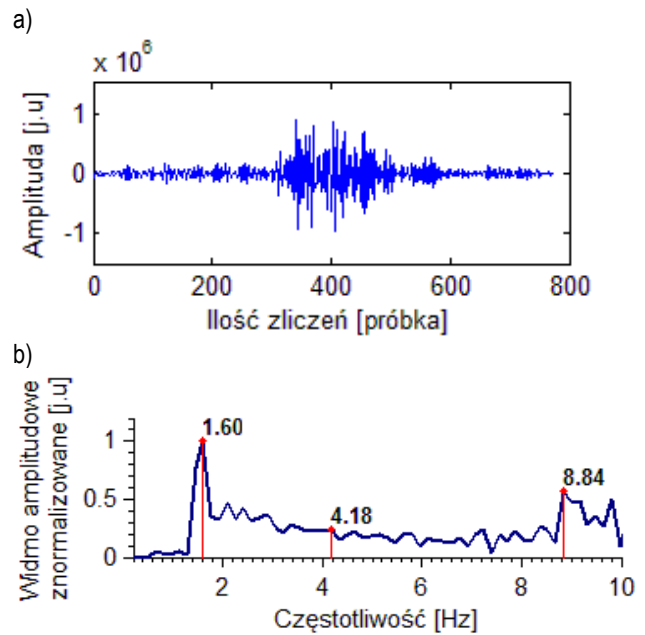 a)
x 10^6
Amplituda [j.u]
1
0
-1
0 200 400 600 800
Ilość zliczeń [próbka]
b)
Widmo amplitudowe
znormalizowane [j.u]
1
0.5
0
1.60
4.18
8.84
2 4 6 8 10
Częstotliwość [Hz]